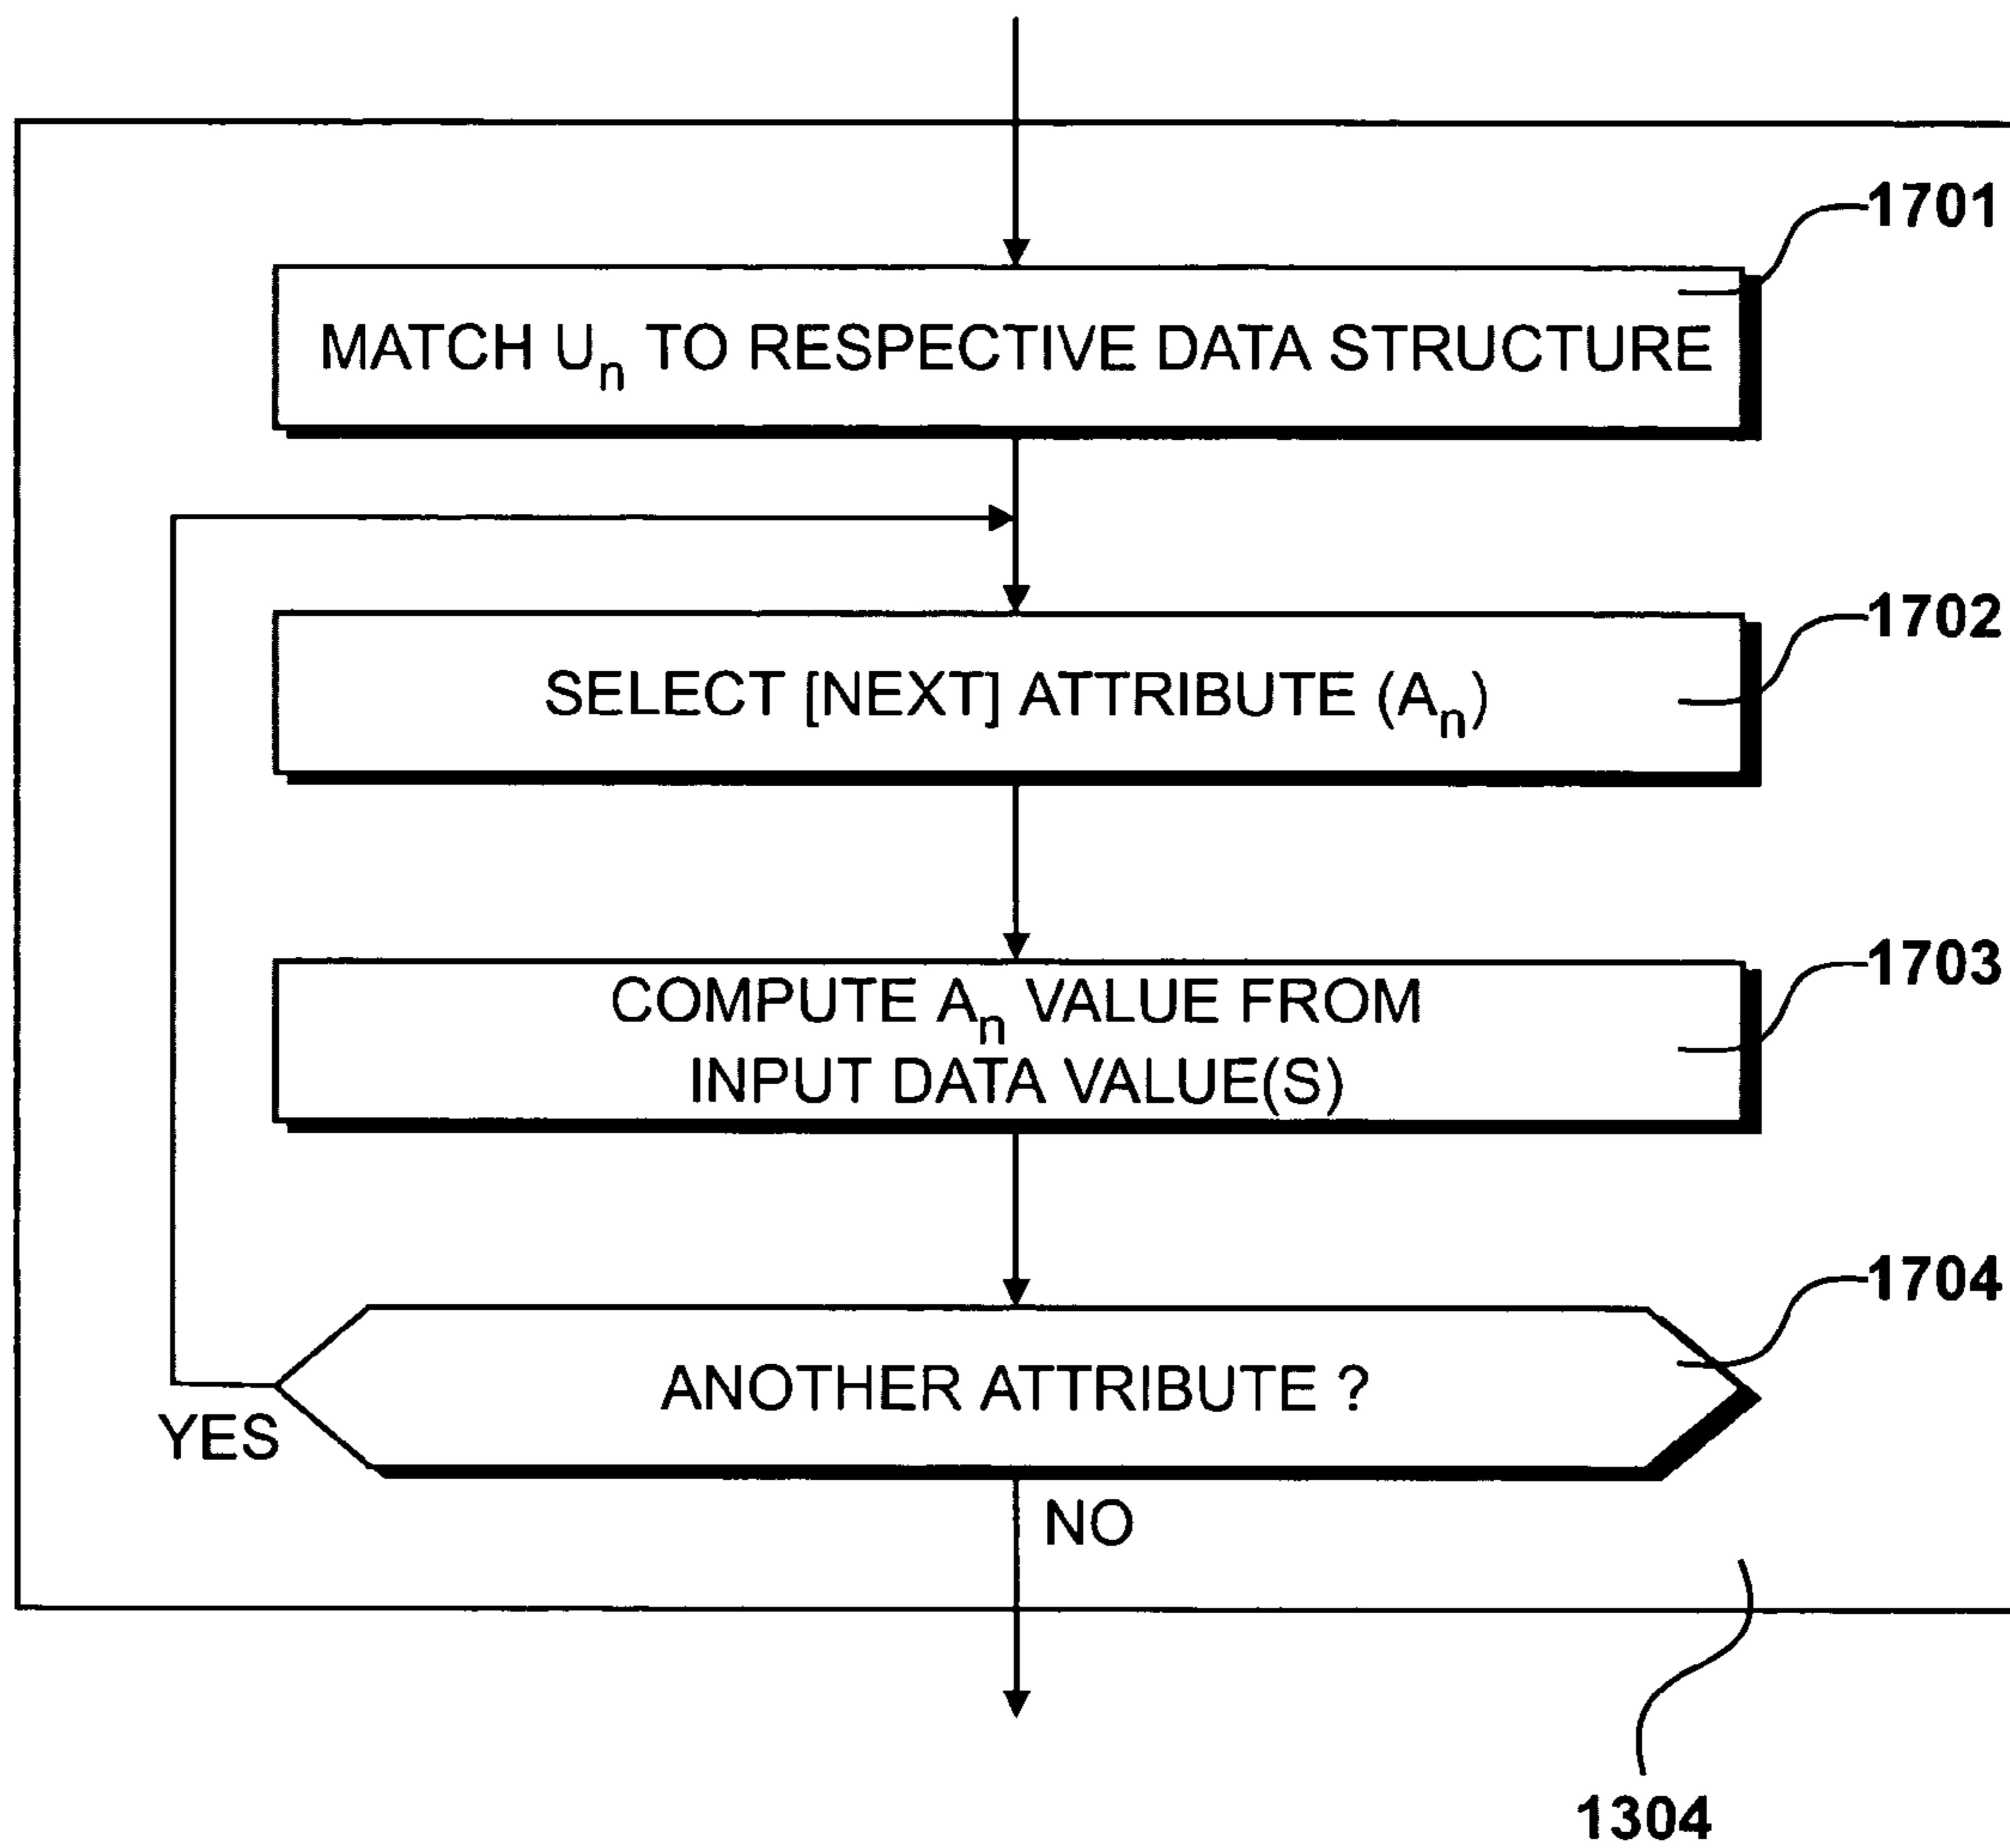 1701
MATCH Un TO RESPECTIVE DATA STRUCTURE
1702
SELECT [NEXT] ATTRIBUTE (An)
1703
COMPUTE An VALUE FROM
INPUT DATA VALUE(S)
1704
ANOTHER ATTRIBUTE ?
YES
NO
1304